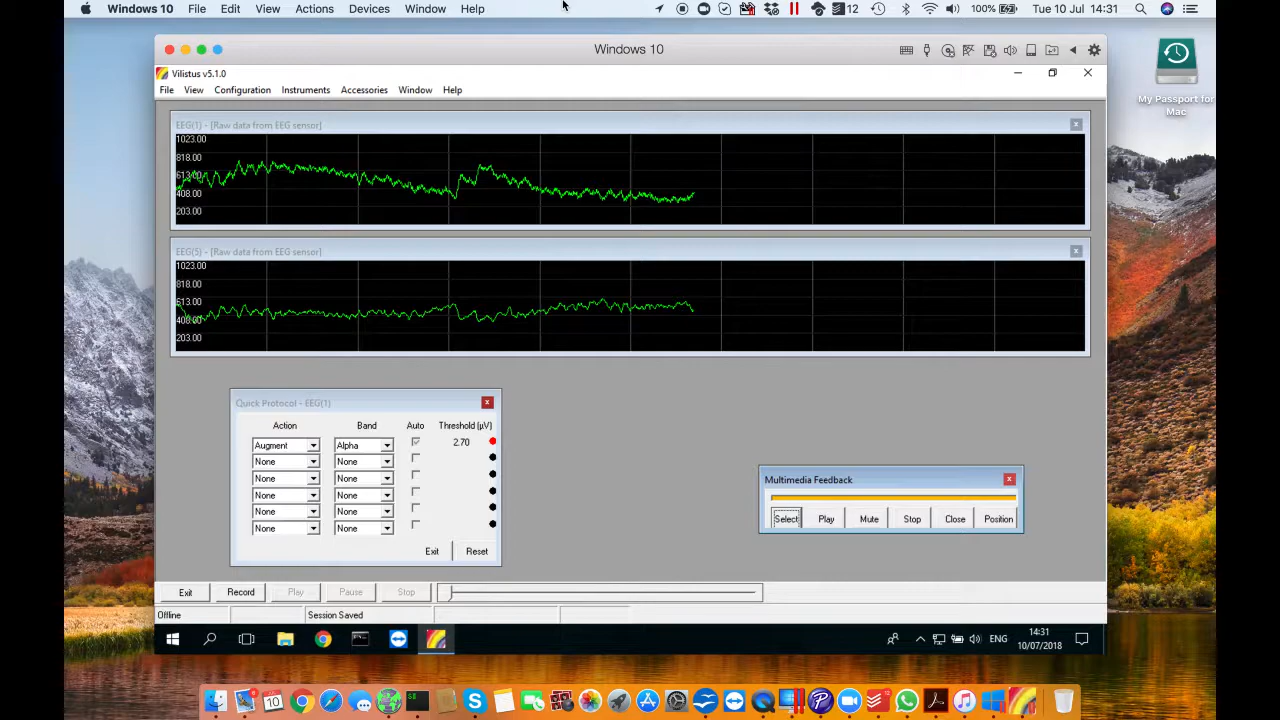 Windows 10 File Edit View Actions Devices Window Help 12 100% Tue 10 Jul 14:31
Windows 10
My Passport for
Mac
Vilistus v5.1.0
File View Configuration Instruments Accessories Window Help
EEG(1) - [Raw data from EEG sensor]
1023.00
818.00
613.00
408.00
203.00
EEG(5) - [Raw data from EEG sensor]
1023.00
818.00
613.00
408.00
203.00
Quick Protocol - EEG(1)
Action Band Auto Threshold (µV)
Augment Alpha 2.70
None None
None None
None None
None None
None None
Exit Reset
Multimedia Feedback
Select Play Mute Stop Close Position
Exit Record Play Pause Stop
Offline Session Saved
ENG 14:31
10/07/2018
10